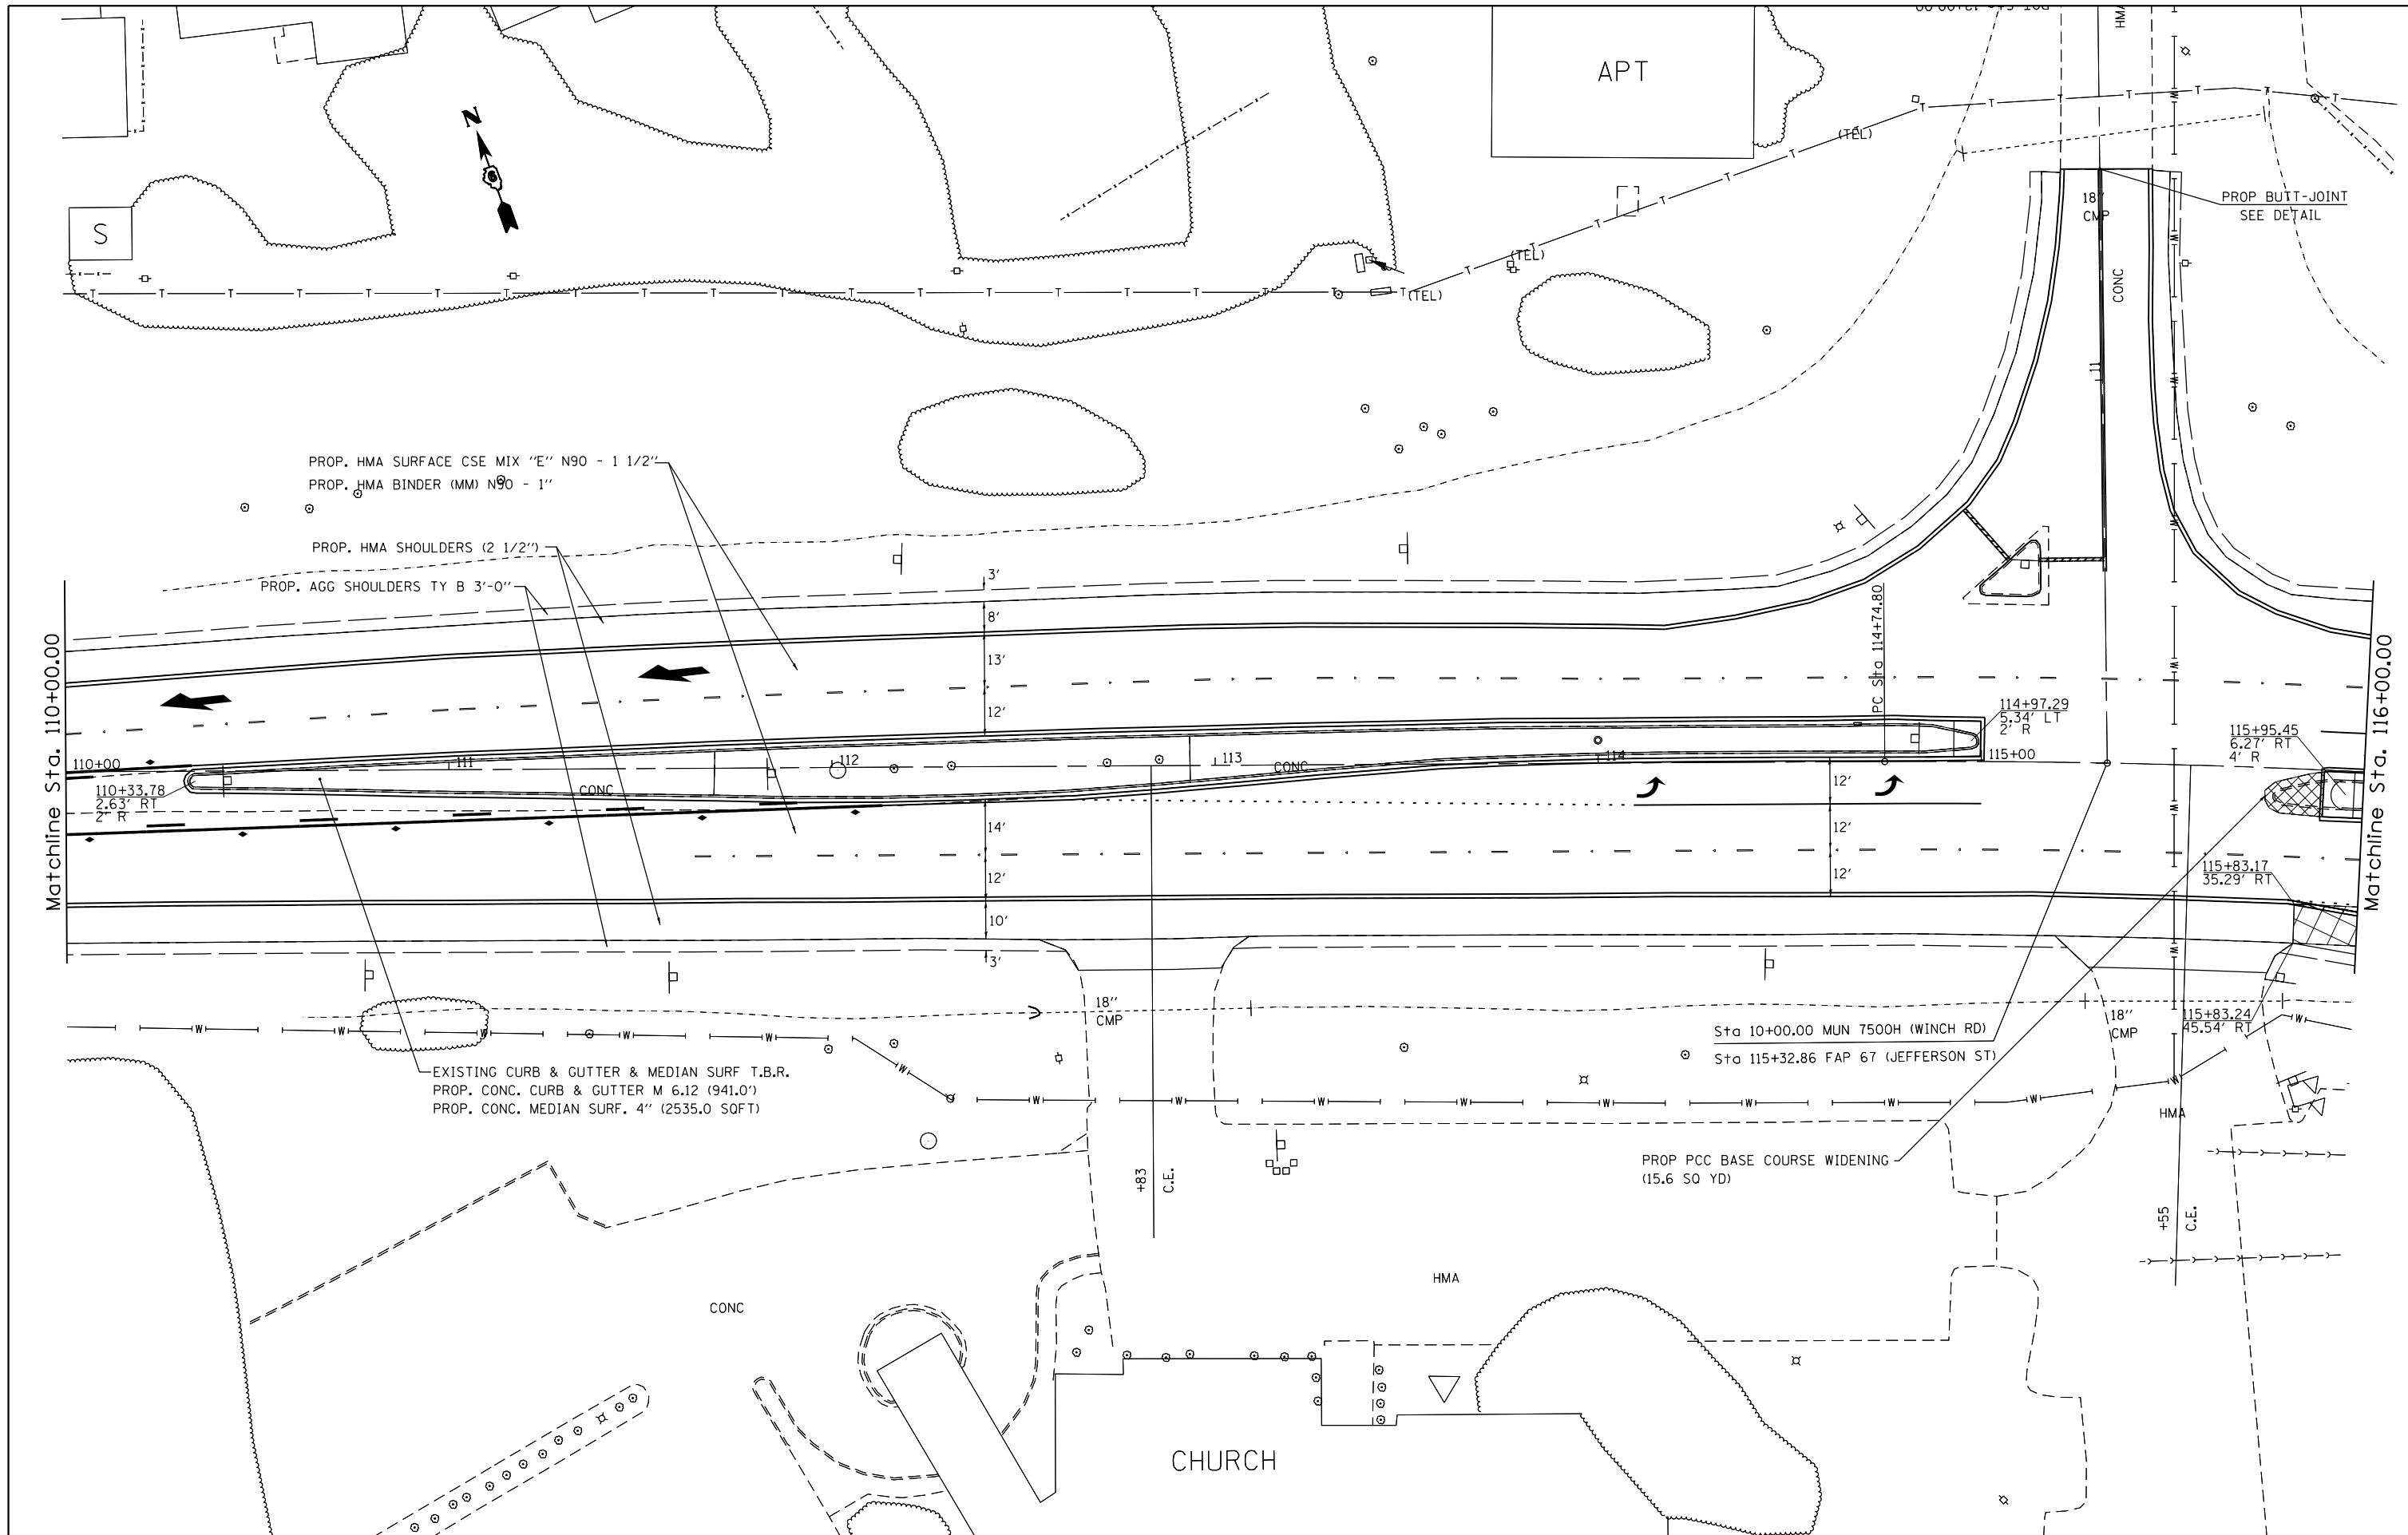 APT
HMA
N
6
(TEL)
18"
CMP
PROP BUTT-JOINT
SEE DETAIL
S
(TEL)
CONC
(TEL)
11
PROP. HMA SURFACE CSE MIX "E" N90 - 1 1/2"
PROP. HMA BINDER (MM) N90 - 1"
PROP. HMA SHOULDERS (2 1/2")
PROP. AGG SHOULDERS TY B 3'-0"
3'
8'
13'
12'
PC Sta 114+74.80
Matchline Sta. 110+00.00
Matchline Sta. 116+00.00
114+97.29
5.34' LT
2' R
115+95.45
6.27' RT
4' R
110+00
111
112
113
114
115+00
CONC
CONC
110+33.78
2.63' RT
2' R
14'
12'
10'
3'
12'
12'
12'
115+83.17
35.29' RT
18"
CMP
18"
CMP
115+83.24
45.54' RT
Sta 10+00.00 MUN 7500H (WINCH RD)
Sta 115+32.86 FAP 67 (JEFFERSON ST)
EXISTING CURB & GUTTER & MEDIAN SURF T.B.R.
PROP. CONC. CURB & GUTTER M 6.12 (941.0')
PROP. CONC. MEDIAN SURF. 4" (2535.0 SQFT)
HMA
PROP PCC BASE COURSE WIDENING
(15.6 SQ YD)
+83
C.E.
+55
C.E.
HMA
CONC
CHURCH
T T T T T T T T T T T T T T T T T T T T T T T T T T T T T T T T
W W W W W W W W W W W W W W W W W W W W W W W W W W W